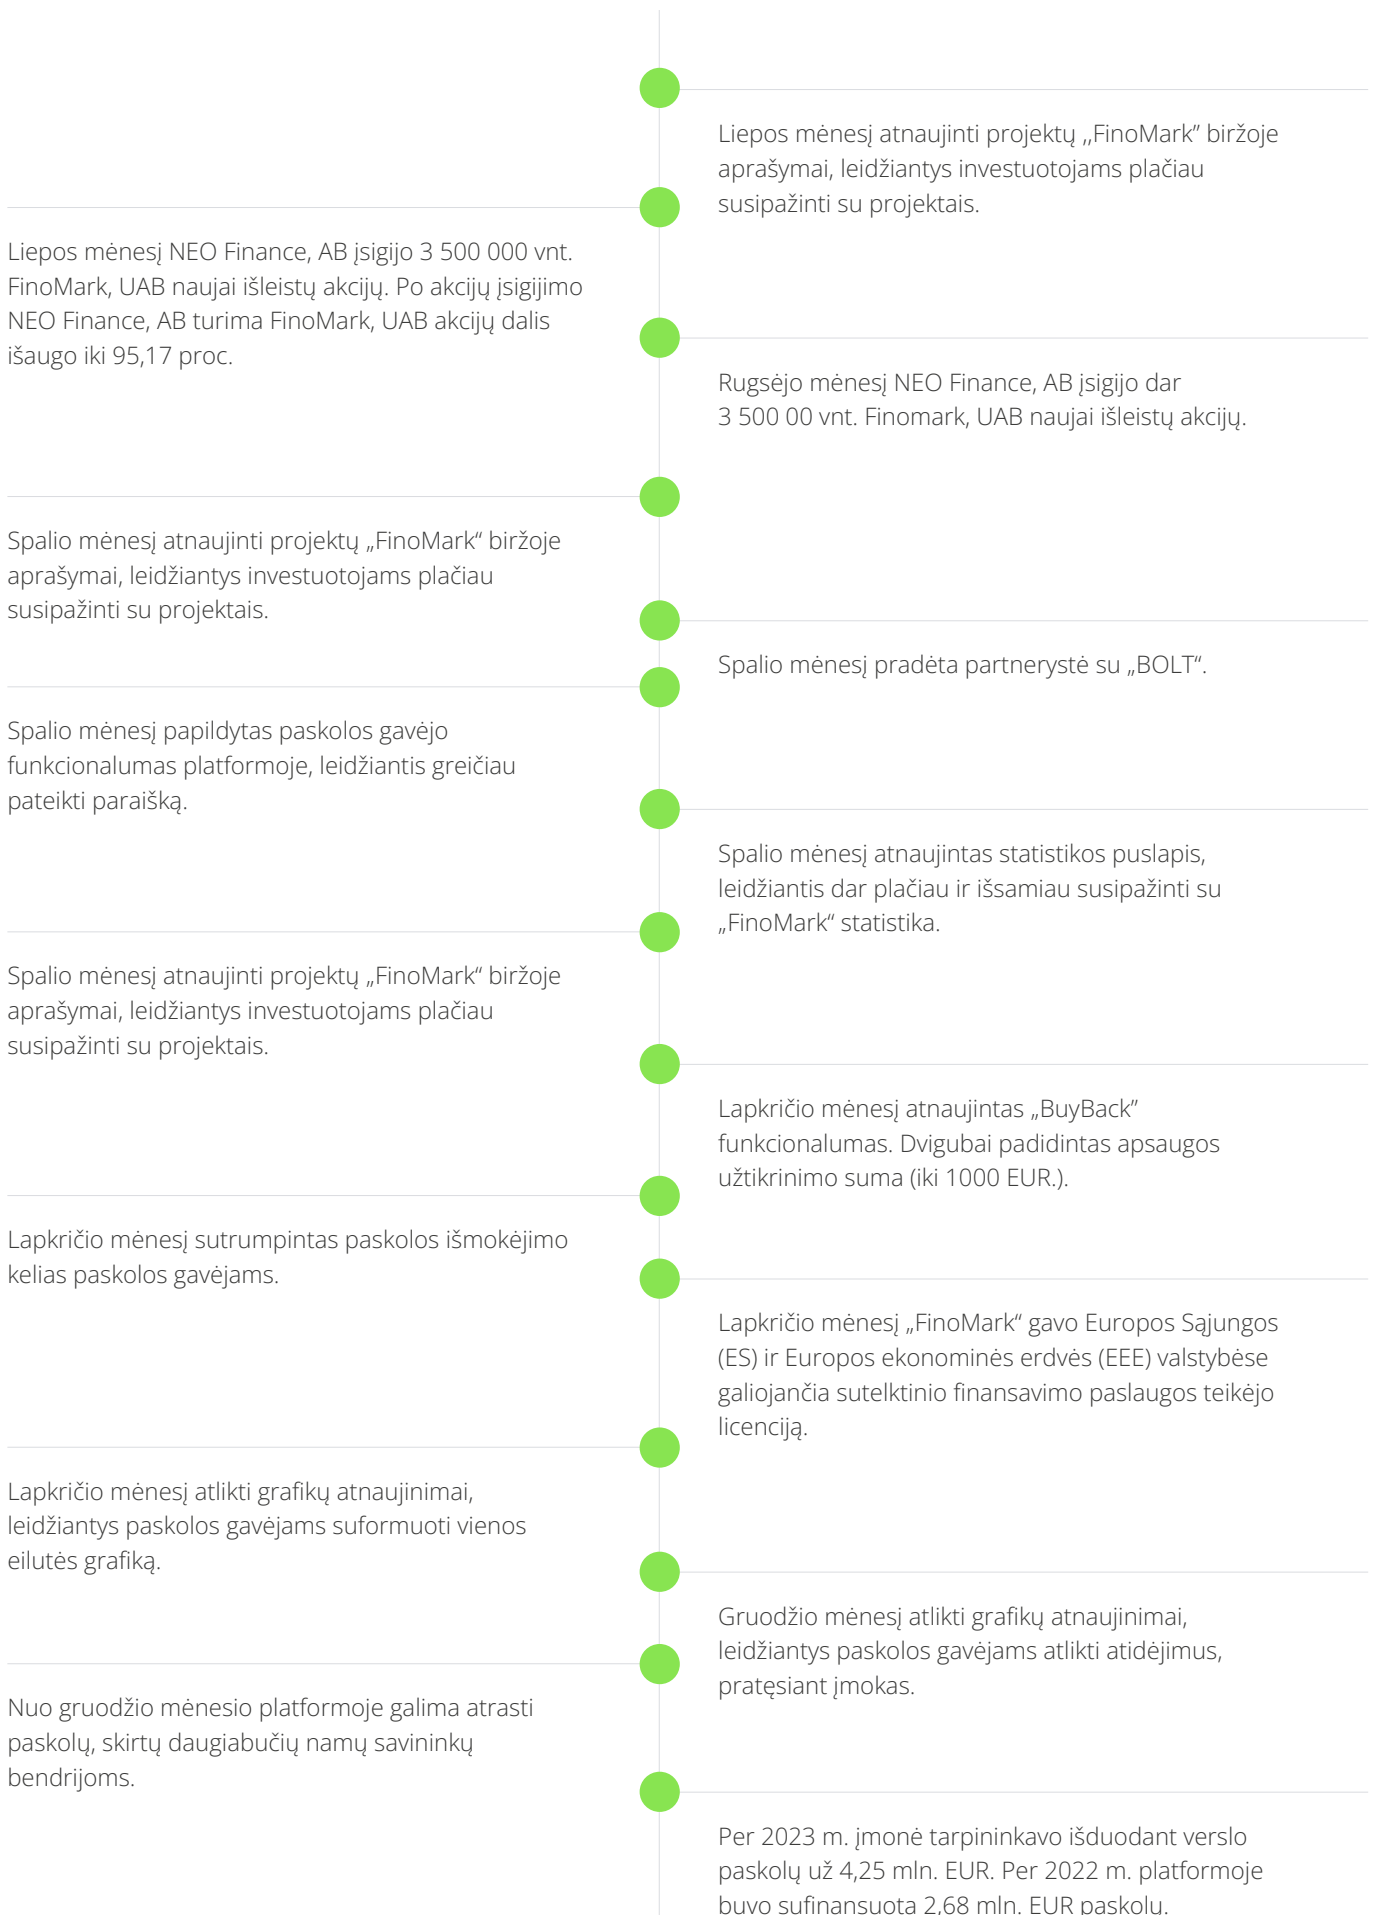 Liepos mėnesį atnaujinti projektų ,,FinoMark” biržoje
aprašymai, leidžiantys investuotojams plačiau
susipažinti su projektais.
Liepos mėnesį NEO Finance, AB įsigijo 3 500 000 vnt.
FinoMark, UAB naujai išleistų akcijų. Po akcijų įsigijimo
NEO Finance, AB turima FinoMark, UAB akcijų dalis
išaugo iki 95,17 proc.
Rugsėjo mėnesį NEO Finance, AB įsigijo dar
3 500 00 vnt. Finomark, UAB naujai išleistų akcijų.
Spalio mėnesį atnaujinti projektų „FinoMark“ biržoje
aprašymai, leidžiantys investuotojams plačiau
susipažinti su projektais.
Spalio mėnesį pradėta partnerystė su „BOLT“.
Spalio mėnesį papildytas paskolos gavėjo
funkcionalumas platformoje, leidžiantis greičiau
pateikti paraišką.
Spalio mėnesį atnaujintas statistikos puslapis,
leidžiantis dar plačiau ir išsamiau susipažinti su
„FinoMark“ statistika.
Spalio mėnesį atnaujinti projektų „FinoMark“ biržoje
aprašymai, leidžiantys investuotojams plačiau
susipažinti su projektais.
Lapkričio mėnesį atnaujintas „BuyBack”
funkcionalumas. Dvigubai padidintas apsaugos
užtikrinimo suma (iki 1000 EUR.).
Lapkričio mėnesį sutrumpintas paskolos išmokėjimo
kelias paskolos gavėjams.
Lapkričio mėnesį „FinoMark“ gavo Europos Sąjungos
(ES) ir Europos ekonominės erdvės (EEE) valstybėse
galiojančia sutelktinio finansavimo paslaugos teikėjo
licenciją.
Lapkričio mėnesį atlikti grafikų atnaujinimai,
leidžiantys paskolos gavėjams suformuoti vienos
eilutės grafiką.
Gruodžio mėnesį atlikti grafikų atnaujinimai,
leidžiantys paskolos gavėjams atlikti atidėjimus,
pratęsiant įmokas.
Nuo gruodžio mėnesio platformoje galima atrasti
paskolų, skirtų daugiabučių namų savininkų
bendrijoms.
Per 2023 m. įmonė tarpininkavo išduodant verslo
paskolų už 4,25 mln. EUR. Per 2022 m. platformoje
buvo sufinansuota 2,68 mln. EUR paskolų.